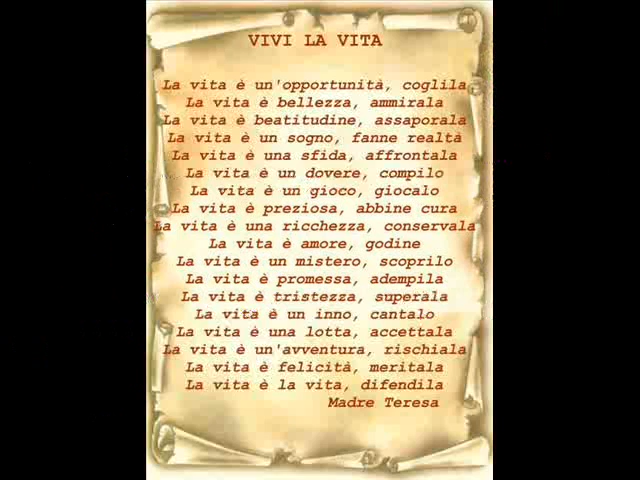 VIVI LA VITA
La vita è un'opportunità, coglila
La vita è bellezza, ammirala
La vita è beatitudine, assaporala
La vita è un sogno, fanne realtà
La vita è una sfida, affrontala
La vita è un dovere, compilo
La vita è un gioco, giocalo
La vita è preziosa, abbine cura
La vita è una ricchezza, conservala
La vita è amore, godine
La vita è un mistero, scoprilo
La vita è promessa, adempila
La vita è tristezza, superala
La vita è un inno, cantalo
La vita è una lotta, accettala
La vita è un'avventura, rischiala
La vita è felicità, meritala
La vita è la vita, difendila
Madre Teresa